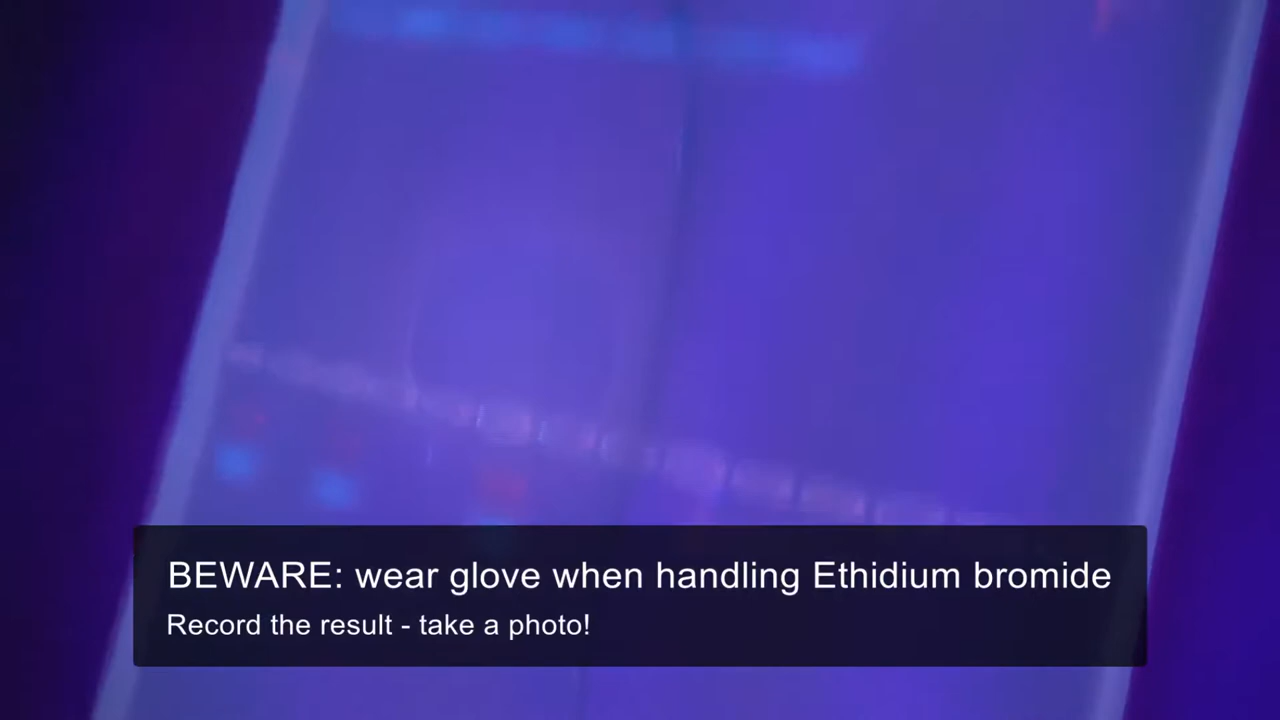 BEWARE: wear glove when handling Ethidium bromide
Record the result - take a photo!